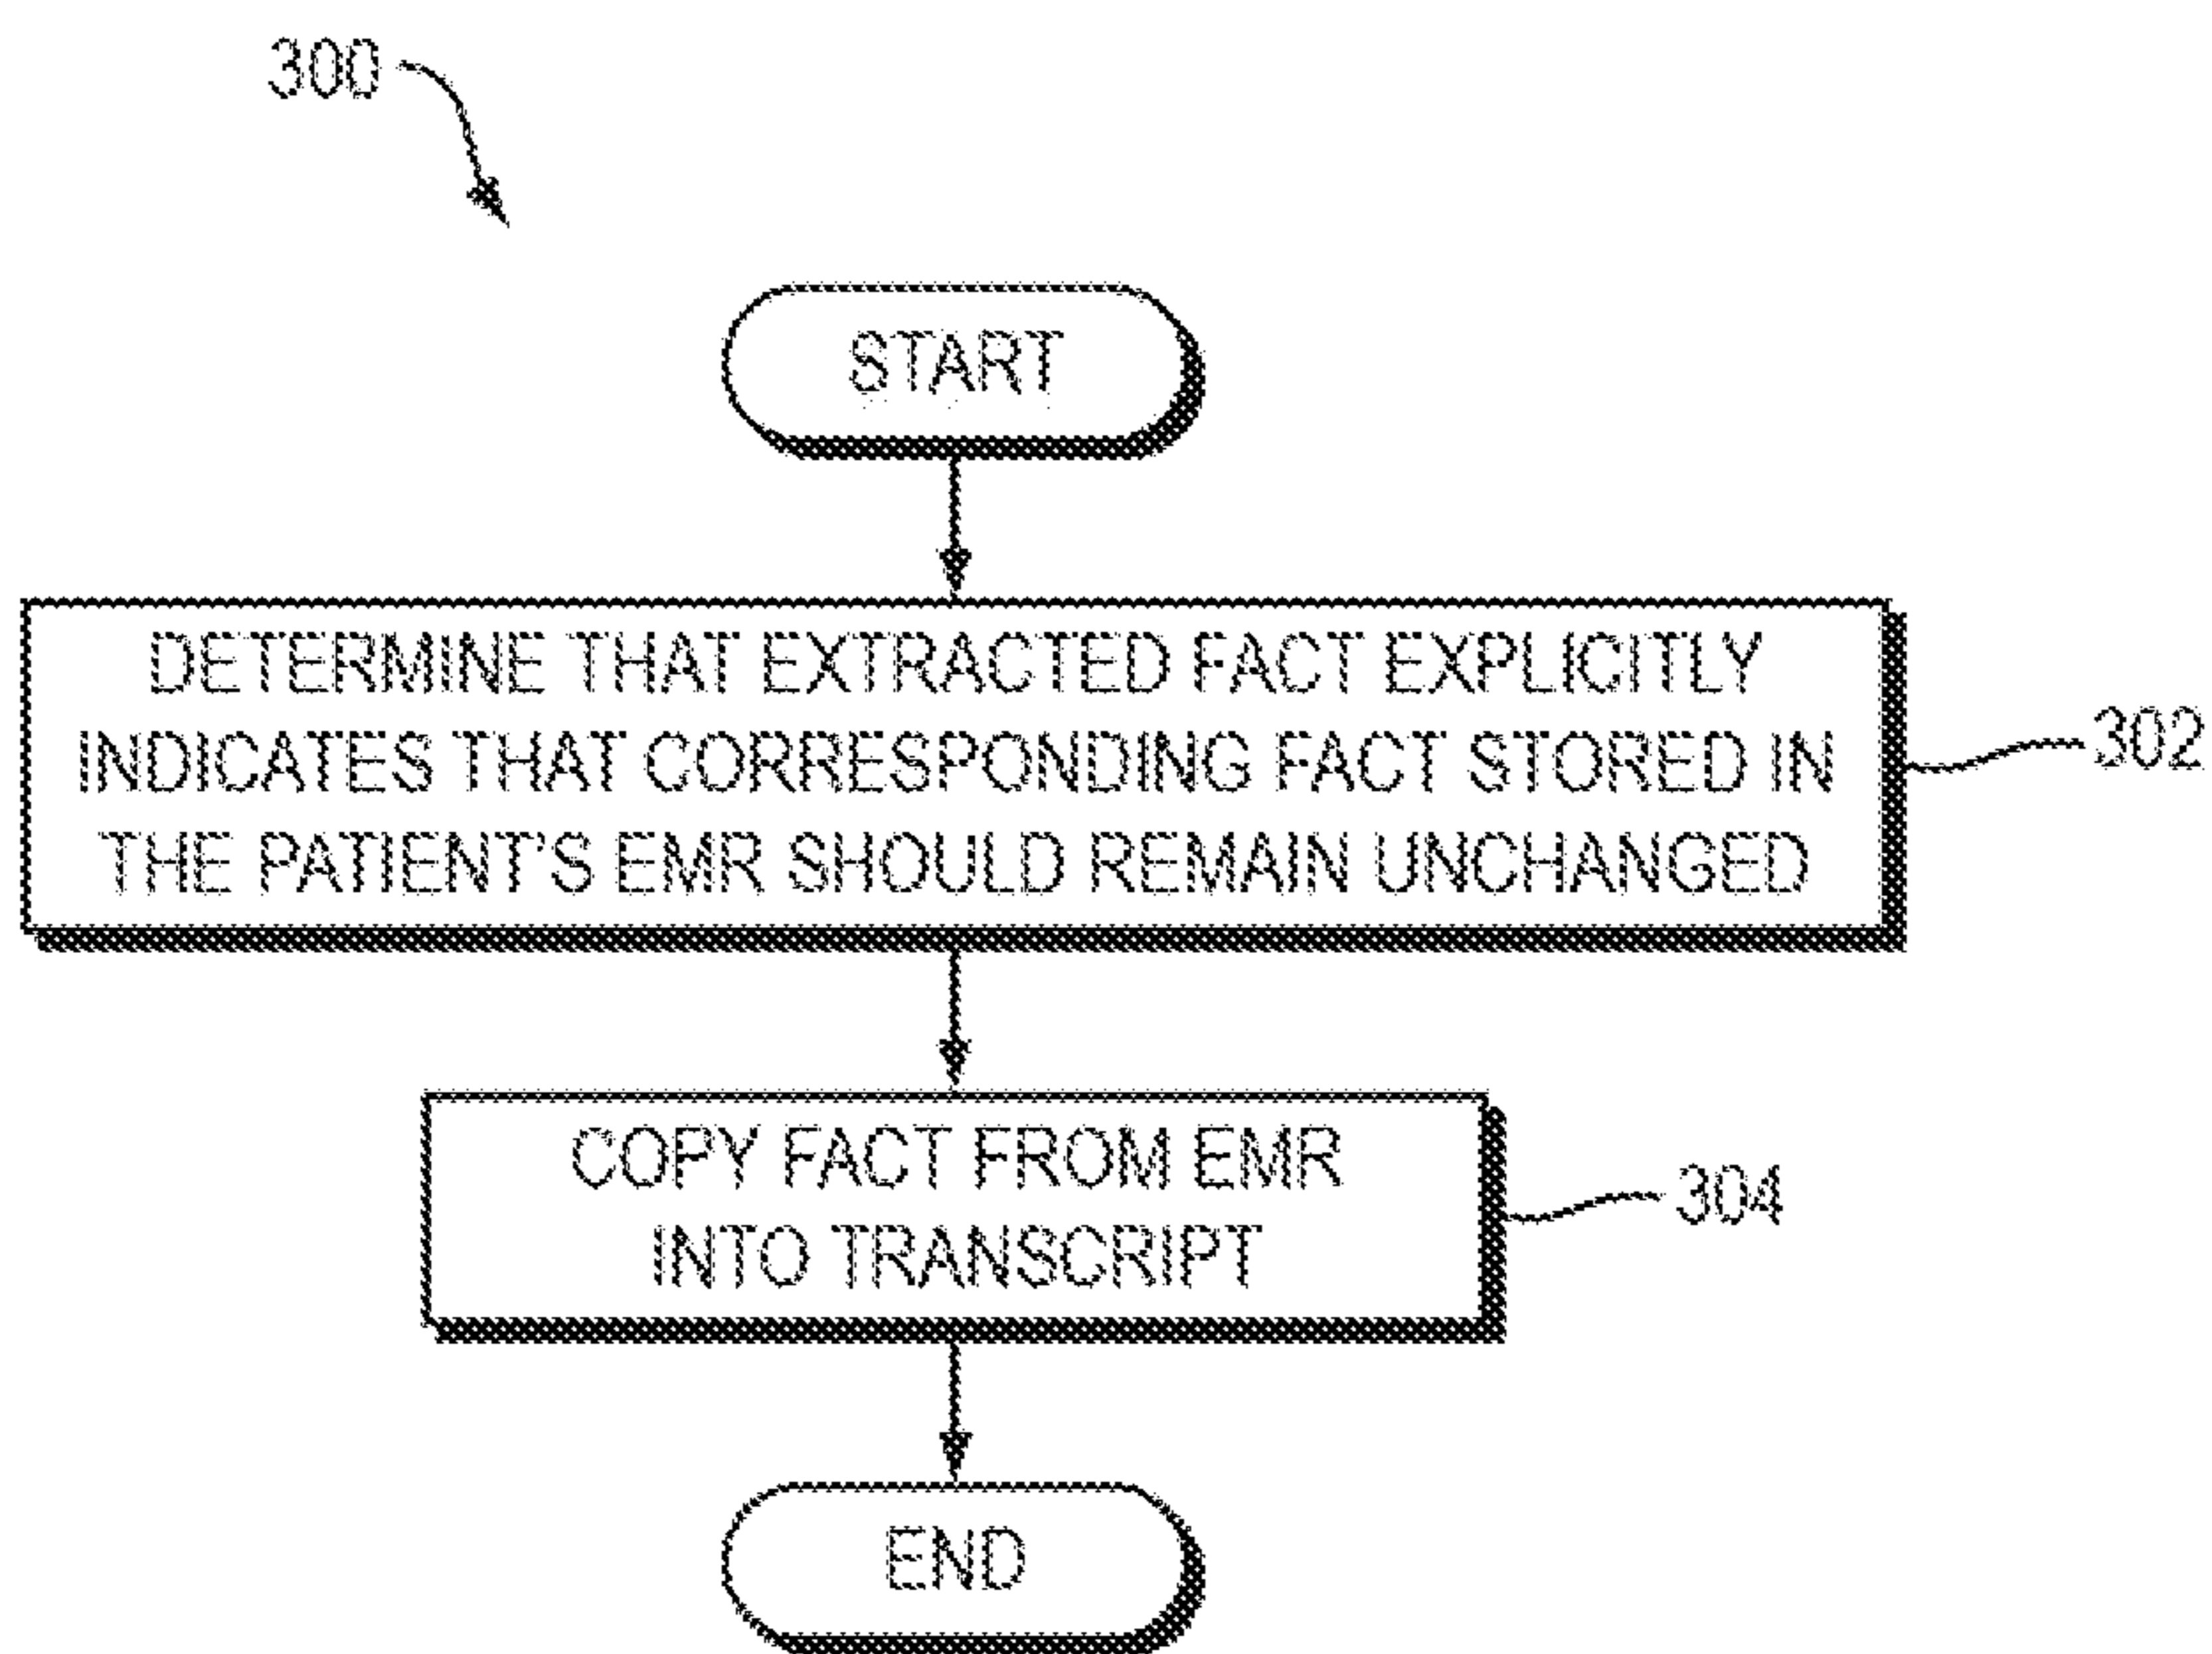 300
START
DETERMINE THAT EXTRACTED FACT EXPLICITLY
INDICATES THAT CORRESPONDING FACT STORED IN
THE PATIENT'S EMR SHOULD REMAIN UNCHANGED
302
COPY FACT FROM EMR
INTO TRANSCRIPT
304
END